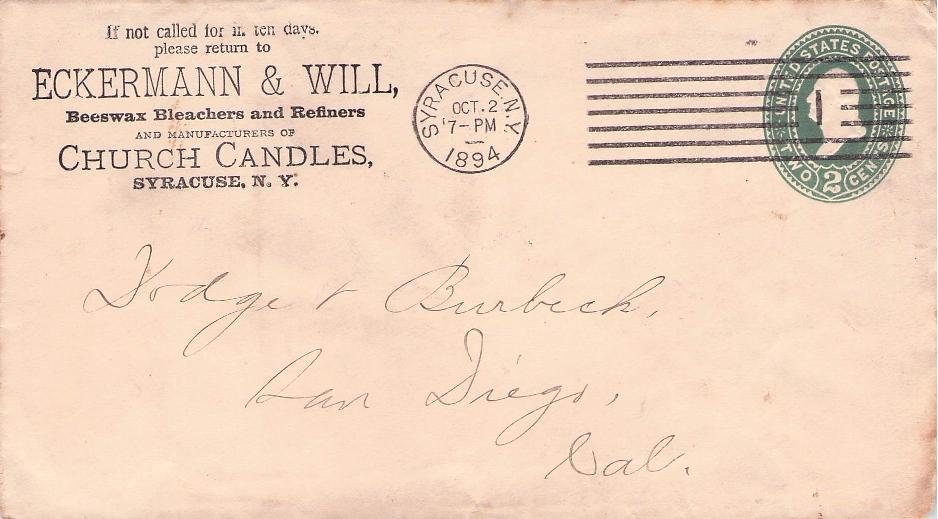 If not called for in ten days.
please return to
ECKERMANN & WILL,
Beeswax Bleachers and Refiners
AND MANUFACTURERS OF
CHURCH CANDLES,
SYRACUSE, N. Y.
SYRACUSE.N.Y.
OCT. 2
7-PM
1894
1
UNITED STATES POSTAGE
TWO 2 CENTS
Dodge & Burbeck,
San Diego,
Cal.